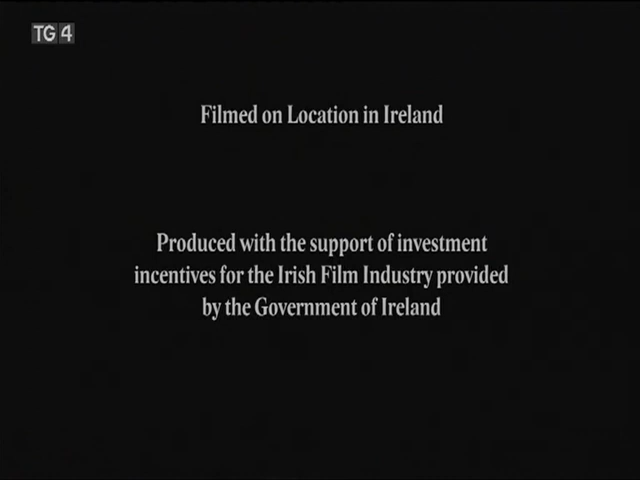 TG4
Filmed on Location in Ireland
Produced with the support of investment
incentives for the Irish Film Industry provided
by the Government of Ireland